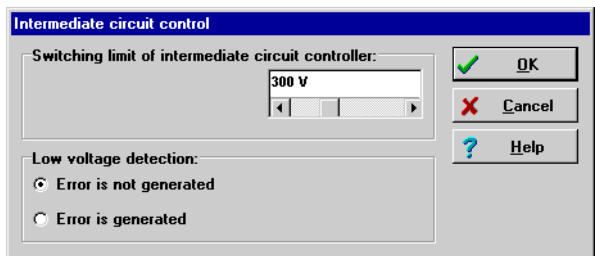 Intermediate circuit control
Switching limit of intermediate circuit controller:
300 V
OK
Cancel
Help
Low voltage detection:
Error is not generated
Error is generated